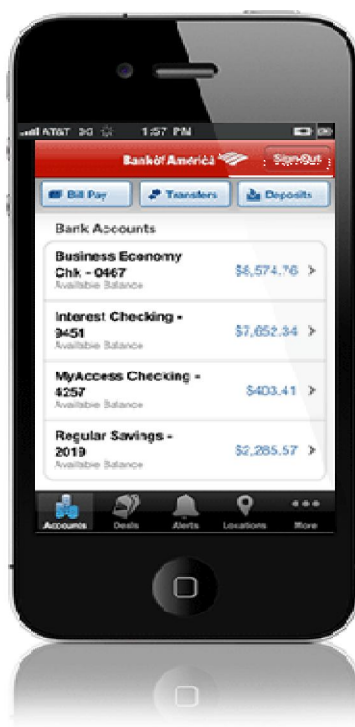 AT&T 3G 1:57 PM
Bank of America Sign Out
Bill Pay Transfers Deposits
Bank Accounts
Business Economy
Chk - 0467 $8,574.76
Available Balance
Interest Checking -
9451 $7,652.34
Available Balance
MyAccess Checking -
4257 $403.41
Available Balance
Regular Savings -
2019 $2,285.57
Available Balance
Accounts Deals Alerts Locations More